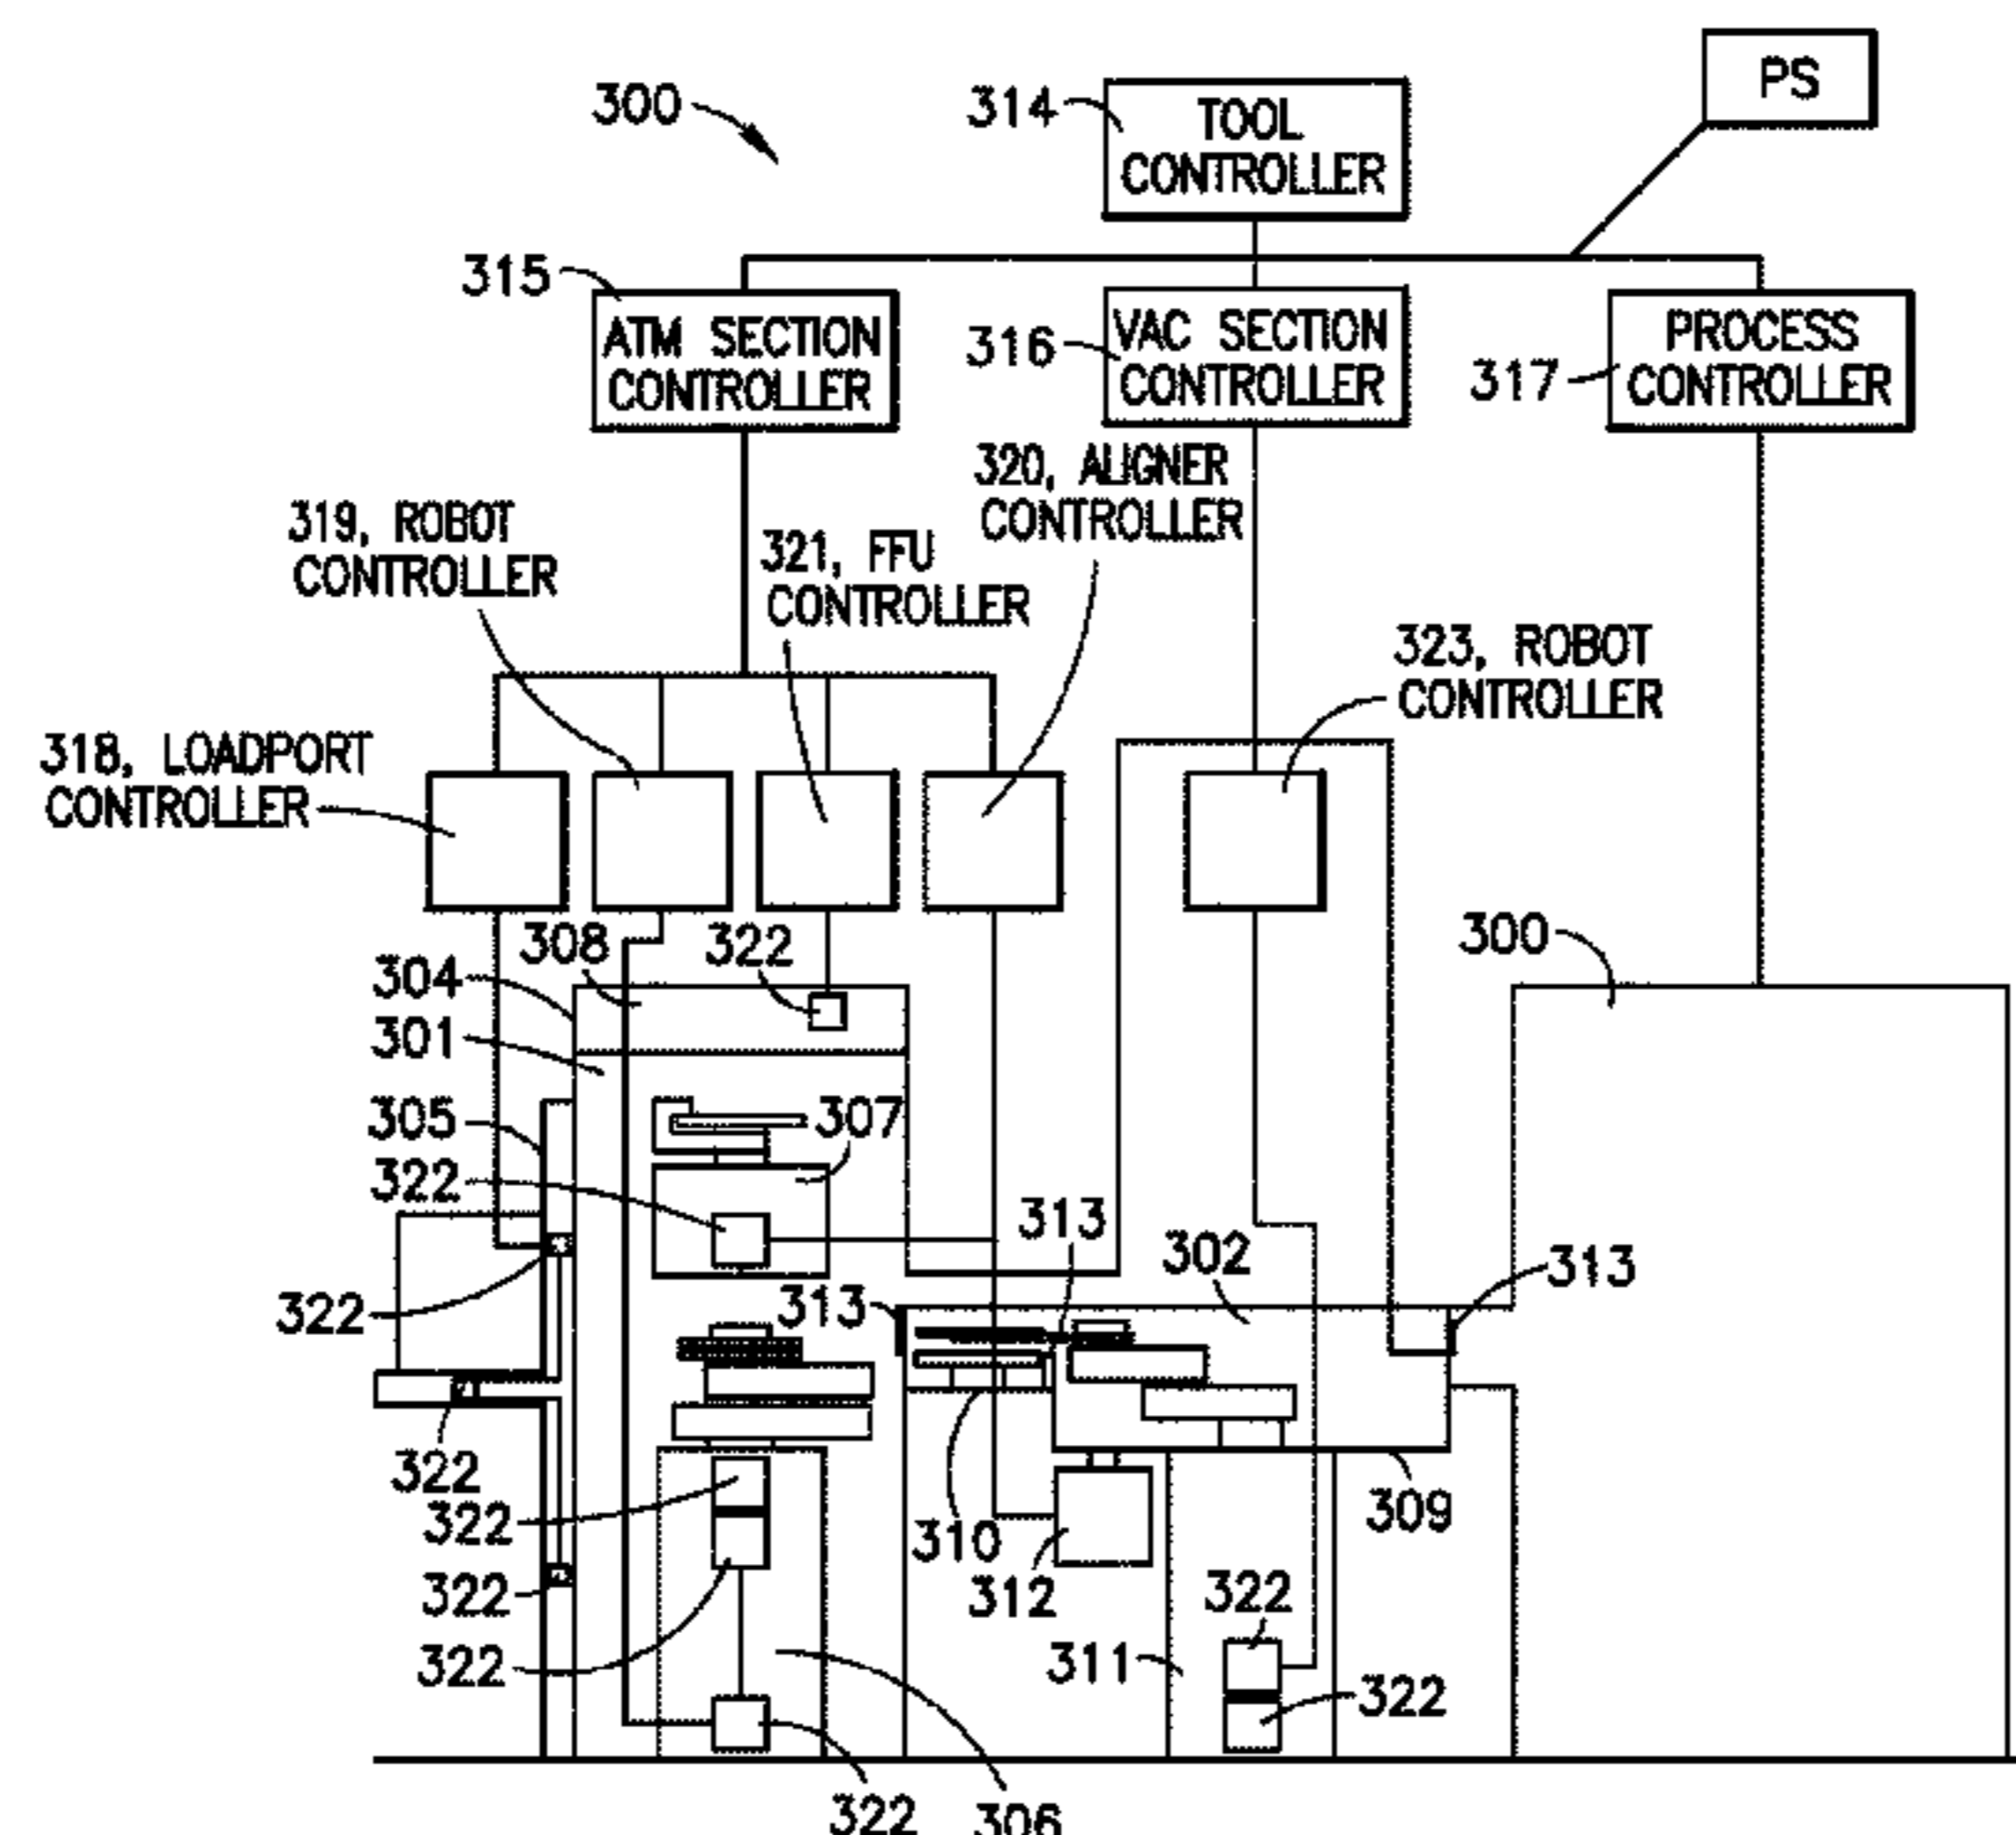 PS
300
314
TOOL
CONTROLLER
315
ATM SECTION
CONTROLLER
316
VAC SECTION
CONTROLLER
317
PROCESS
CONTROLLER
320, ALIGNER
CONTROLLER
319, ROBOT
CONTROLLER
321, FFU
CONTROLLER
323, ROBOT
CONTROLLER
318, LOADPORT
CONTROLLER
308
322
300
304
301
305
307
322
313
302
313
322
313
322
322
310
309
322
312
322
322
311
322
322
306